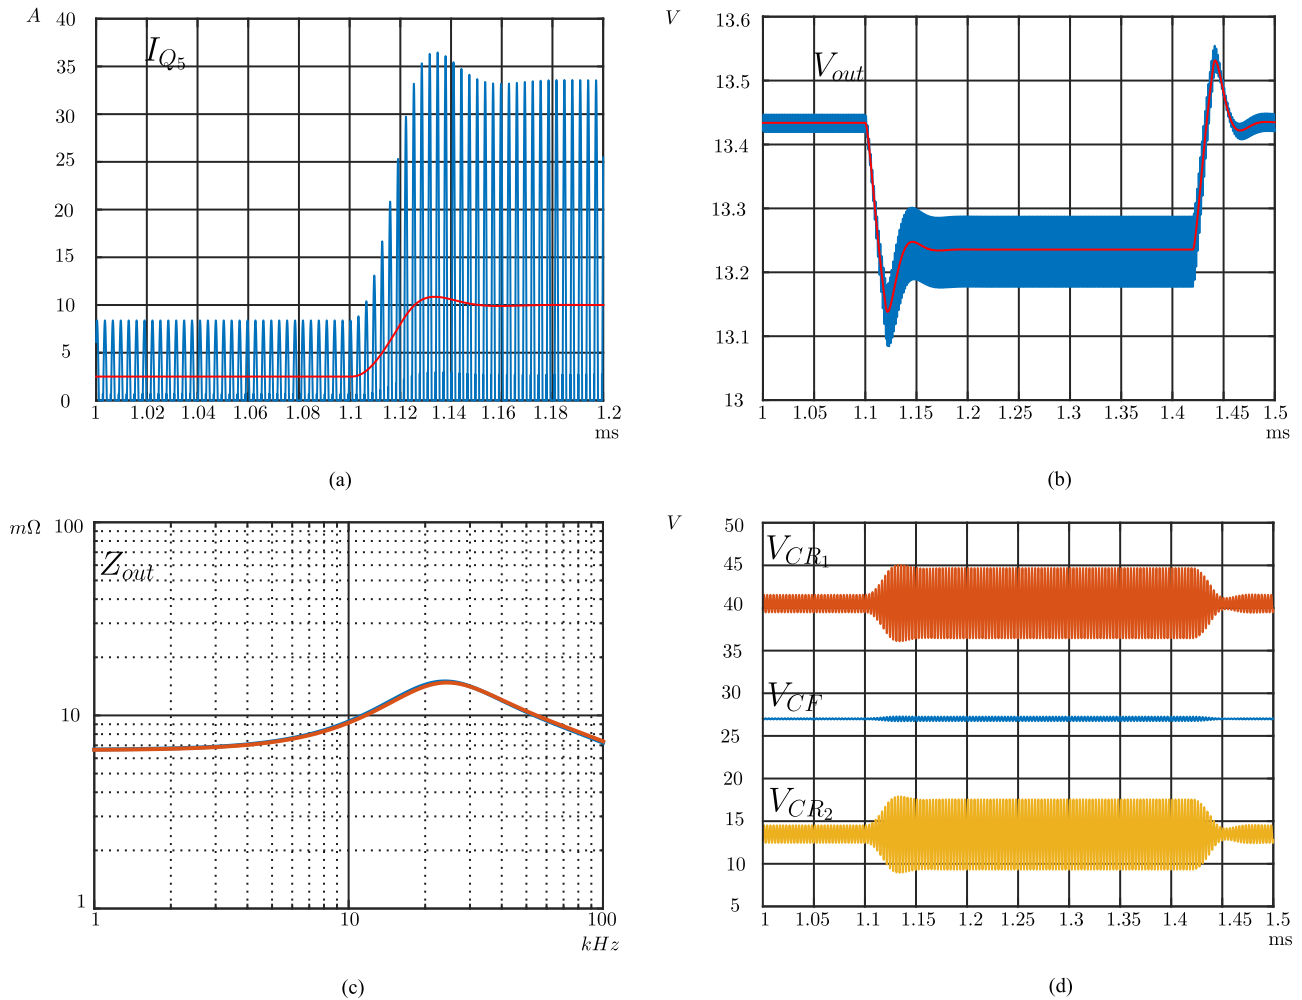 A
I_{Q_5}
40
35
30
25
20
15
10
5
0
1 1.02 1.04 1.06 1.08 1.1 1.12 1.14 1.16 1.18 1.2
ms
(a)
V
V_{out}
13.6
13.5
13.4
13.3
13.2
13.1
13
1 1.05 1.1 1.15 1.2 1.25 1.3 1.35 1.4 1.45 1.5
ms
(b)
mΩ
Z_{out}
100
10
1
1 10 100
kHz
(c)
V
50
V_{CR_1}
45
40
35
30
V_{CF}
25
20
V_{CR_2}
15
10
5
1 1.05 1.1 1.15 1.2 1.25 1.3 1.35 1.4 1.45 1.5
ms
(d)